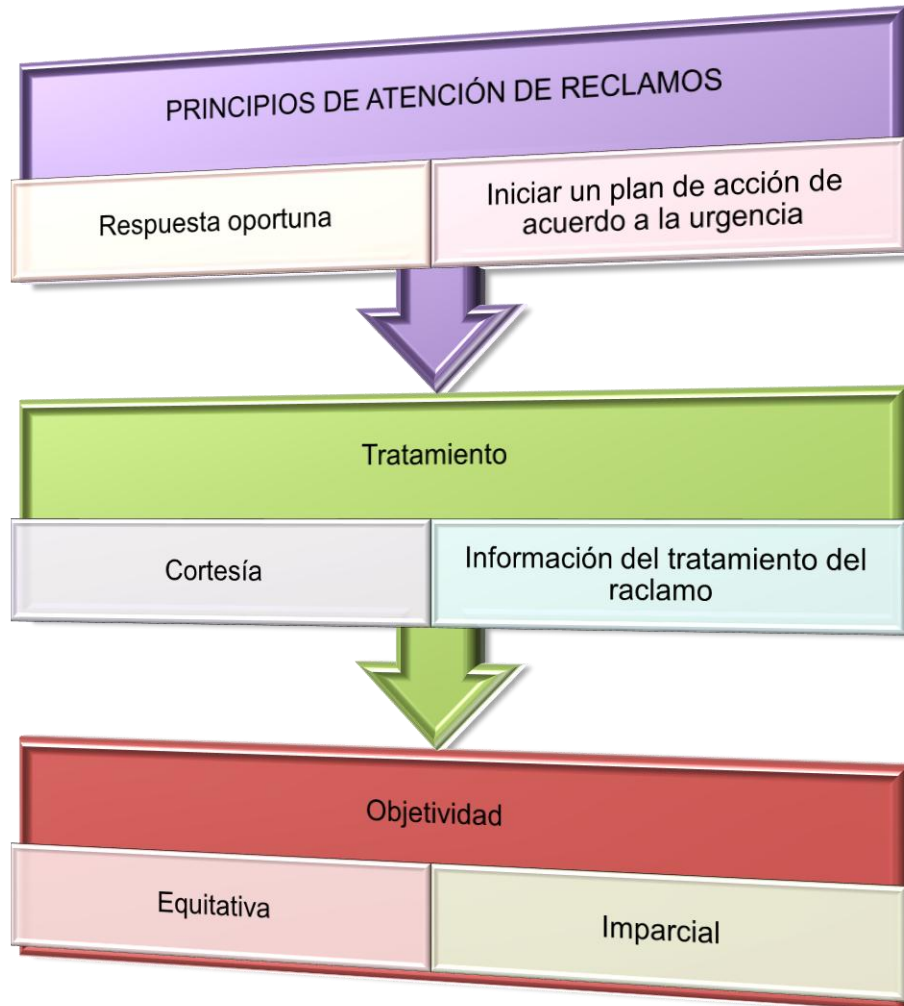 PRINCIPIOS DE ATENCIÓN DE RECLAMOS
Respuesta oportuna
Iniciar un plan de acción de
acuerdo a la urgencia
Tratamiento
Cortesía
Información del tratamiento del
raclamo
Objetividad
Equitativa
Imparcial